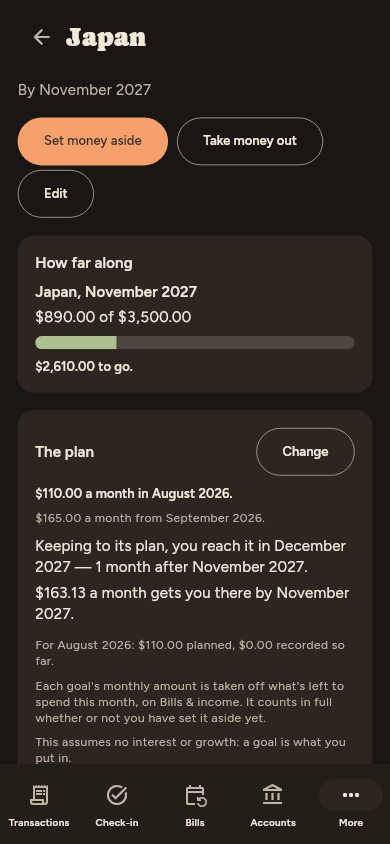 Japan
By November 2027
Set money aside
Take money out
Edit
How far along
Japan, November 2027
$890.00 of $3,500.00
$2,610.00 to go.
The plan
Change
$110.00 a month in August 2026.
$165.00 a month from September 2026.
Keeping to its plan, you reach it in December
2027 — 1 month after November 2027.
$163.13 a month gets you there by November
2027.
For August 2026: $110.00 planned, $0.00 recorded so
far.
Each goal's monthly amount is taken off what's left to
spend this month, on Bills & income. It counts in full
whether or not you have set it aside yet.
This assumes no interest or growth: a goal is what you
put in.
Transactions
Check-in
Bills
Accounts
More